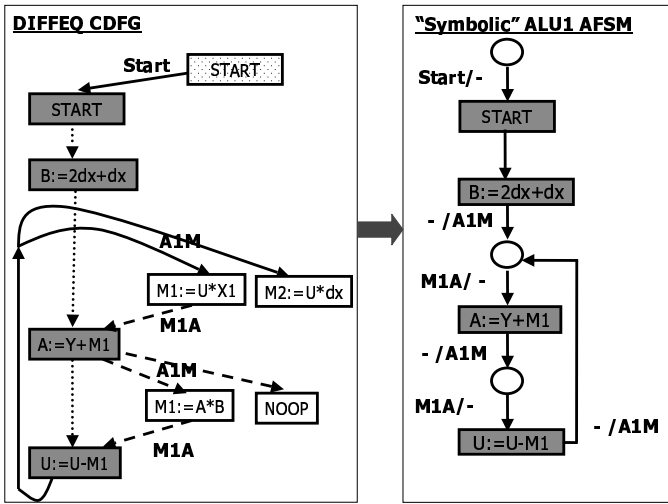 DIFFEQ CDFG
Start
START
START
B:=2dx+dx
A1M
M1:=U*X1
M2:=U*dx
M1A
A:=Y+M1
A1M
M1:=A*B
NOOP
M1A
U:=U-M1
“Symbolic” ALU1 AFSM
Start/-
START
B:=2dx+dx
- /A1M
M1A/ -
A:=Y+M1
- /A1M
M1A/-
U:=U-M1
- /A1M